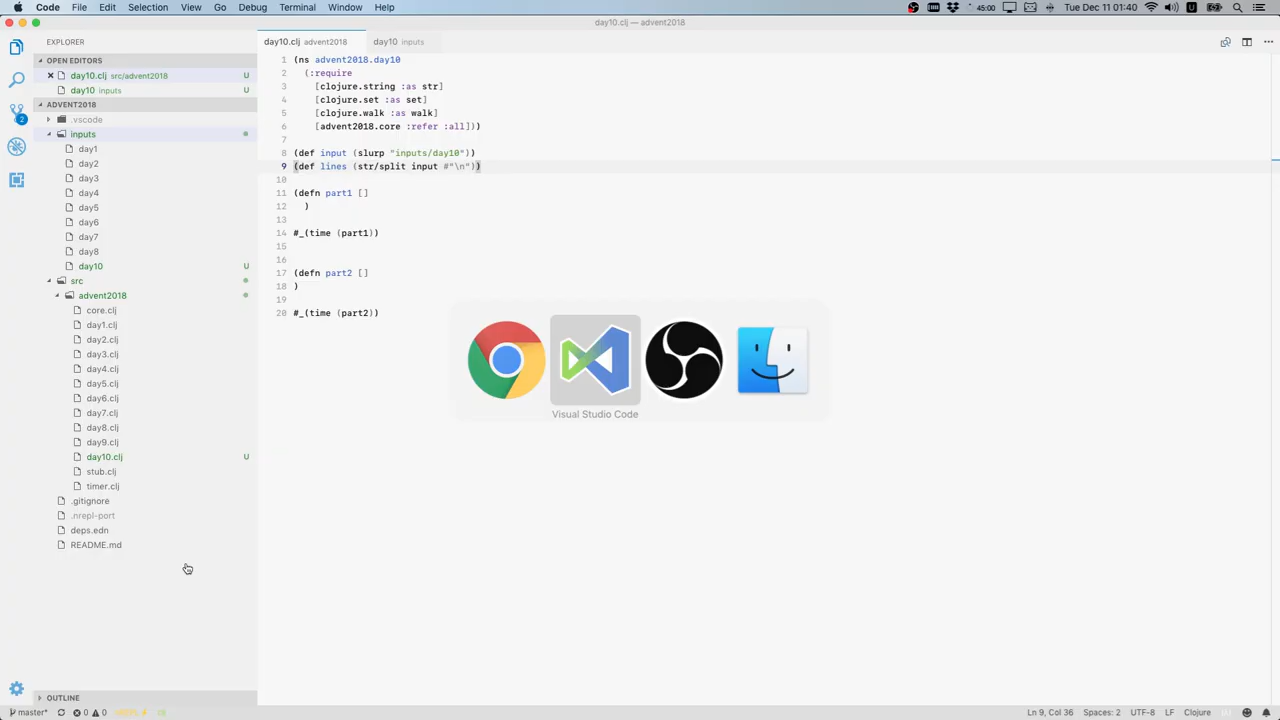 Code File Edit Selection View Go Debug Terminal Window Help
45:00 U Tue Dec 11 01:40
day10.clj — advent2018
EXPLORER
OPEN EDITORS
day10.clj src/advent2018 U
day10 inputs U
ADVENT2018
.vscode
inputs
day1
day2
day3
day4
day5
day6
day7
day8
day10 U
src
advent2018
core.clj
day1.clj
day2.clj
day3.clj
day4.clj
day5.clj
day6.clj
day7.clj
day8.clj
day9.clj
day10.clj U
stub.clj
timer.clj
.gitignore
.nrepl-port
deps.edn
README.md
OUTLINE
2
day10.clj advent2018
day10 inputs
1 (ns advent2018.day10
2 (:require
3 [clojure.string :as str]
4 [clojure.set :as set]
5 [clojure.walk :as walk]
6 [advent2018.core :refer :all]))
7
8 (def input (slurp "inputs/day10"))
9 (def lines (str/split input #"\n"))
10
11 (defn part1 []
12 )
13
14 #_(time (part1))
15
16
17 (defn part2 []
18 )
19
20 #_(time (part2))
Visual Studio Code
master* 0 0
Ln 9, Col 36 Spaces: 2 UTF-8 LF Clojure